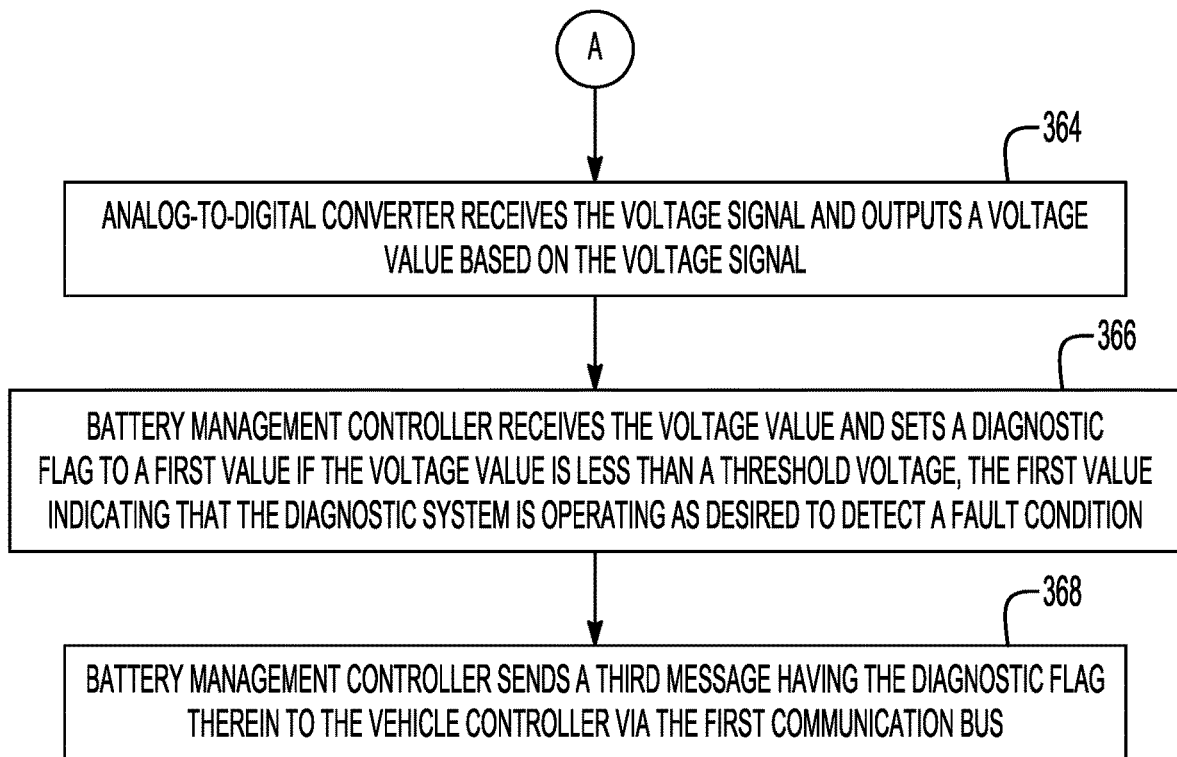 A
364
ANALOG-TO-DIGITAL CONVERTER RECEIVES THE VOLTAGE SIGNAL AND OUTPUTS A VOLTAGE
VALUE BASED ON THE VOLTAGE SIGNAL
366
BATTERY MANAGEMENT CONTROLLER RECEIVES THE VOLTAGE VALUE AND SETS A DIAGNOSTIC
FLAG TO A FIRST VALUE IF THE VOLTAGE VALUE IS LESS THAN A THRESHOLD VOLTAGE, THE FIRST VALUE
INDICATING THAT THE DIAGNOSTIC SYSTEM IS OPERATING AS DESIRED TO DETECT A FAULT CONDITION
368
BATTERY MANAGEMENT CONTROLLER SENDS A THIRD MESSAGE HAVING THE DIAGNOSTIC FLAG
THEREIN TO THE VEHICLE CONTROLLER VIA THE FIRST COMMUNICATION BUS